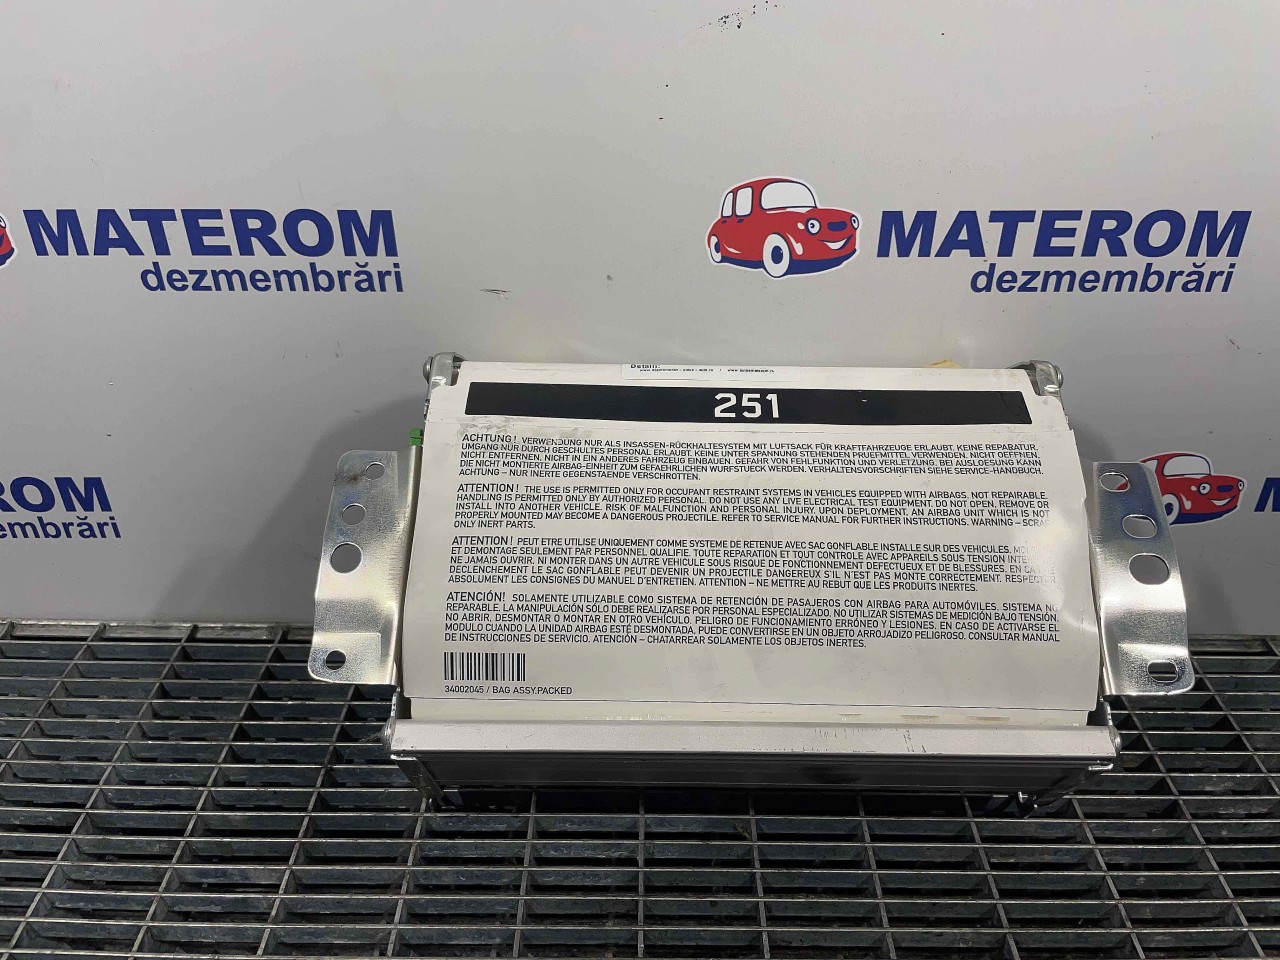 MATEROM
dezmembrări
MATEROM
dezmembrări
Detalii:
251
ACHTUNG! VERWENDUNG NUR ALS INSASSEN-RÜCKHALTESYSTEM MIT LUFTSACK FÜR KRAFTFAHRZEUGE ERLAUBT. KEINE REPARATUR.
UMGANG NUR DURCH GESCHULTES PERSONAL ERLAUBT. KEINE UNTER SPANNUNG STEHENDEN PRUEFMITTEL VERWENDEN. NICHT OEFFNEN,
NICHT ENTFERNEN. NICHT IN EIN ANDERES FAHRZEUG EINBAUEN. GEFAHR VON FEHLFUNKTION UND VERLETZUNG. BEI AUSLOESUNG KANN
DIE NICHT MONTIERTE AIRBAG-EINHEIT ZUM GEFAEHRLICHEN WURFSTUECK WERDEN. VERHALTENSVORSCHRIFTEN SIEHE SERVICE-HANDBUCH.
ACHTUNG – NUR INERTE GEGENSTAENDE VERSCHROTTEN.
ATTENTION! THE USE IS PERMITTED ONLY FOR OCCUPANT RESTRAINT SYSTEMS IN VEHICLES EQUIPPED WITH AIRBAGS. NOT REPAIRABLE.
HANDLING IS PERMITTED ONLY BY AUTHORIZED PERSONAL. DO NOT USE ANY LIVE ELECTRICAL TEST EQUIPMENT. DO NOT OPEN, REMOVE OR
INSTALL INTO ANOTHER VEHICLE. RISK OF MALFUNCTION AND PERSONAL INJURY. UPON DEPLOYMENT, AN AIRBAG UNIT WHICH IS NOT
PROPERLY MOUNTED MAY BECOME A DANGEROUS PROJECTILE. REFER TO SERVICE MANUAL FOR FURTHER INSTRUCTIONS. WARNING – SCRA
ONLY INERT PARTS.
ATTENTION! PEUT ETRE UTILISE UNIQUEMENT COMME SYSTEME DE RETENUE AVEC SAC GONFLABLE INSTALLE SUR DES VEHICULES.
ET DEMONTAGE SEULEMENT PAR PERSONNEL QUALIFIE. TOUTE REPARATION ET TOUT CONTROLE AVEC APPAREILS SOUS TENSION
NE JAMAIS OUVRIR. NI MONTER DANS UN AUTRE VEHICULE SOUS RISQUE DE FONCTIONNEMENT DEFECTUEUX ET DE BLESSURES. EN
DECLENCHEMENT LE SAC GONFLABLE PEUT DEVENIR UN PROJECTILE DANGEREUX S'IL N'EST PAS MONTE CORRECTEMENT. RESPECTER
ABSOLUMENT LES CONSIGNES DU MANUEL D'ENTRETIEN. ATTENTION – NE METTRE AU REBUT QUE LES PRODUITS INERTES.
ATENCIÓN! SOLAMENTE UTILIZABLE COMO SISTEMA DE RETENCIÓN DE PASAJEROS CON AIRBAG PARA AUTOMÓVILES. SISTEMA NO
REPARABLE. LA MANIPULACIÓN SÓLO DEBE REALIZARSE POR PERSONAL ESPECIALIZADO. NO UTILIZAR SISTEMAS DE MEDICIÓN BAJO TENSIÓN.
NO ABRIR, DESMONTAR O MONTAR EN OTRO VEHÍCULO. PELIGRO DE FUNCIONAMIENTO ERRÓNEO Y LESIONES. EN CASO DE ACTIVARSE EL
MODULO CUANDO LA UNIDAD AIRBAG ESTÉ DESMONTADA, PUEDE CONVERTIRSE EN UN OBJETO ARROJADIZO PELIGROSO. CONSULTAR MANUAL
DE INSTRUCCIONES DE SERVICIO. ATENCIÓN – CHATARREAR SOLAMENTE LOS OBJETOS INERTES.
34002045 / BAG ASSY.PACKED
ROM
mbrări
MA